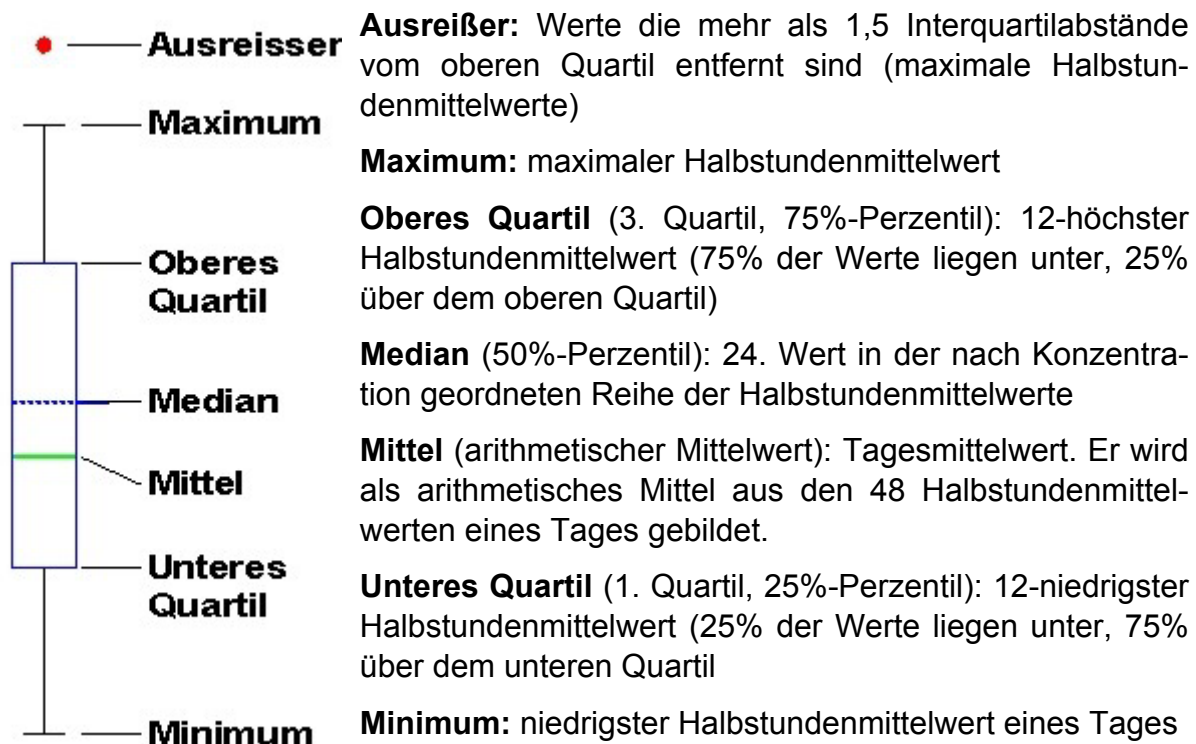 Ausreisser
Maximum
Oberes
Quartil
Median
Mittel
Unteres
Quartil
Minimum
Ausreißer: Werte die mehr als 1,5 Interquartilabstände
vom oberen Quartil entfernt sind (maximale Halbstun-
denmittelwerte)
Maximum: maximaler Halbstundenmittelwert
Oberes Quartil (3. Quartil, 75%-Perzentil): 12-höchster
Halbstundenmittelwert (75% der Werte liegen unter, 25%
über dem oberen Quartil)
Median (50%-Perzentil): 24. Wert in der nach Konzentra-
tion geordneten Reihe der Halbstundenmittelwerte
Mittel (arithmetischer Mittelwert): Tagesmittelwert. Er wird
als arithmetisches Mittel aus den 48 Halbstundenmittel-
werten eines Tages gebildet.
Unteres Quartil (1. Quartil, 25%-Perzentil): 12-niedrigster
Halbstundenmittelwert (25% der Werte liegen unter, 75%
über dem unteren Quartil
Minimum: niedrigster Halbstundenmittelwert eines Tages